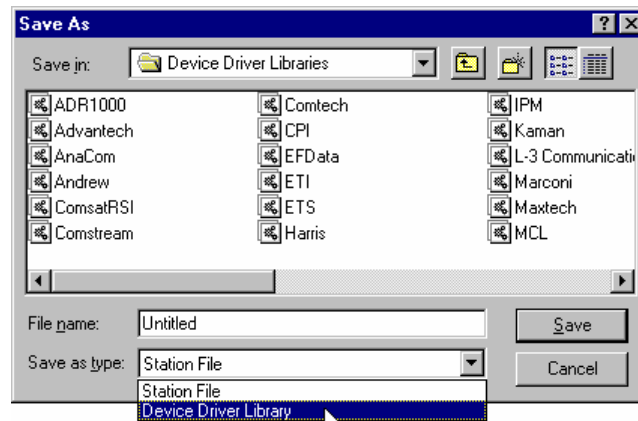 Save As
Save in: Device Driver Libraries
ADR1000 Comtech IPM
Advantech CPI Kaman
AnaCom EFData L-3 Communicati
Andrew ETI Marconi
ComsatRSI ETS Maxtech
Comstream Harris MCL
File name: Untitled Save
Save as type: Station File Cancel
Station File
Device Driver Library